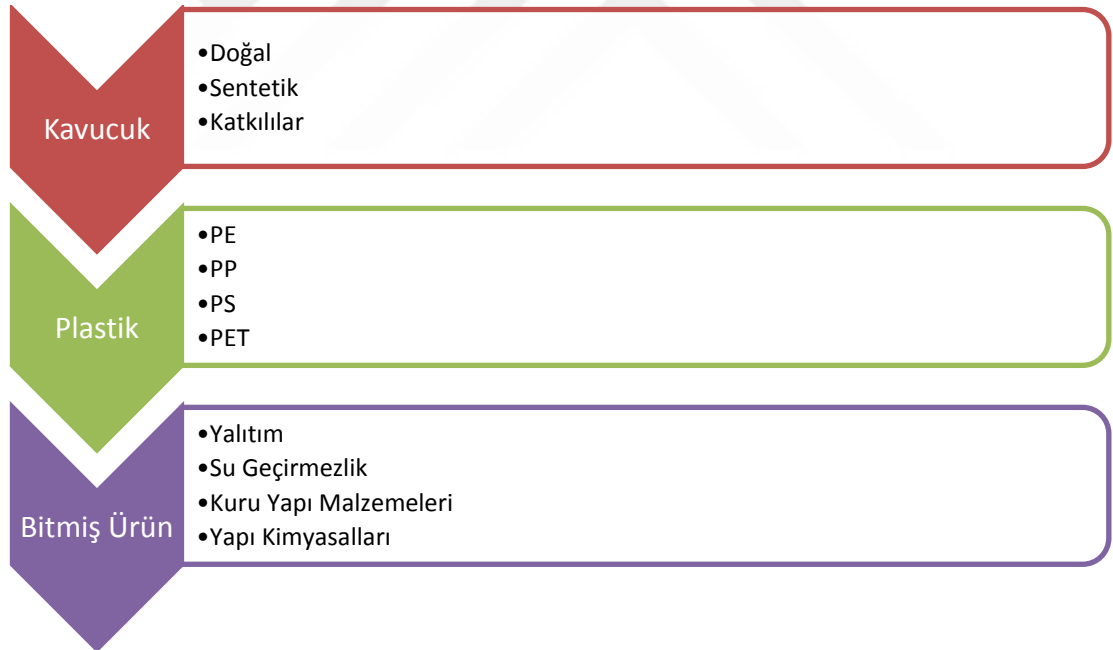 Kavucuk
•Doğal
•Sentetik
•Katkılılar
Plastik
•PE
•PP
•PS
•PET
Bitmiş Ürün
•Yalıtım
•Su Geçirmezlik
•Kuru Yapı Malzemeleri
•Yapı Kimyasalları